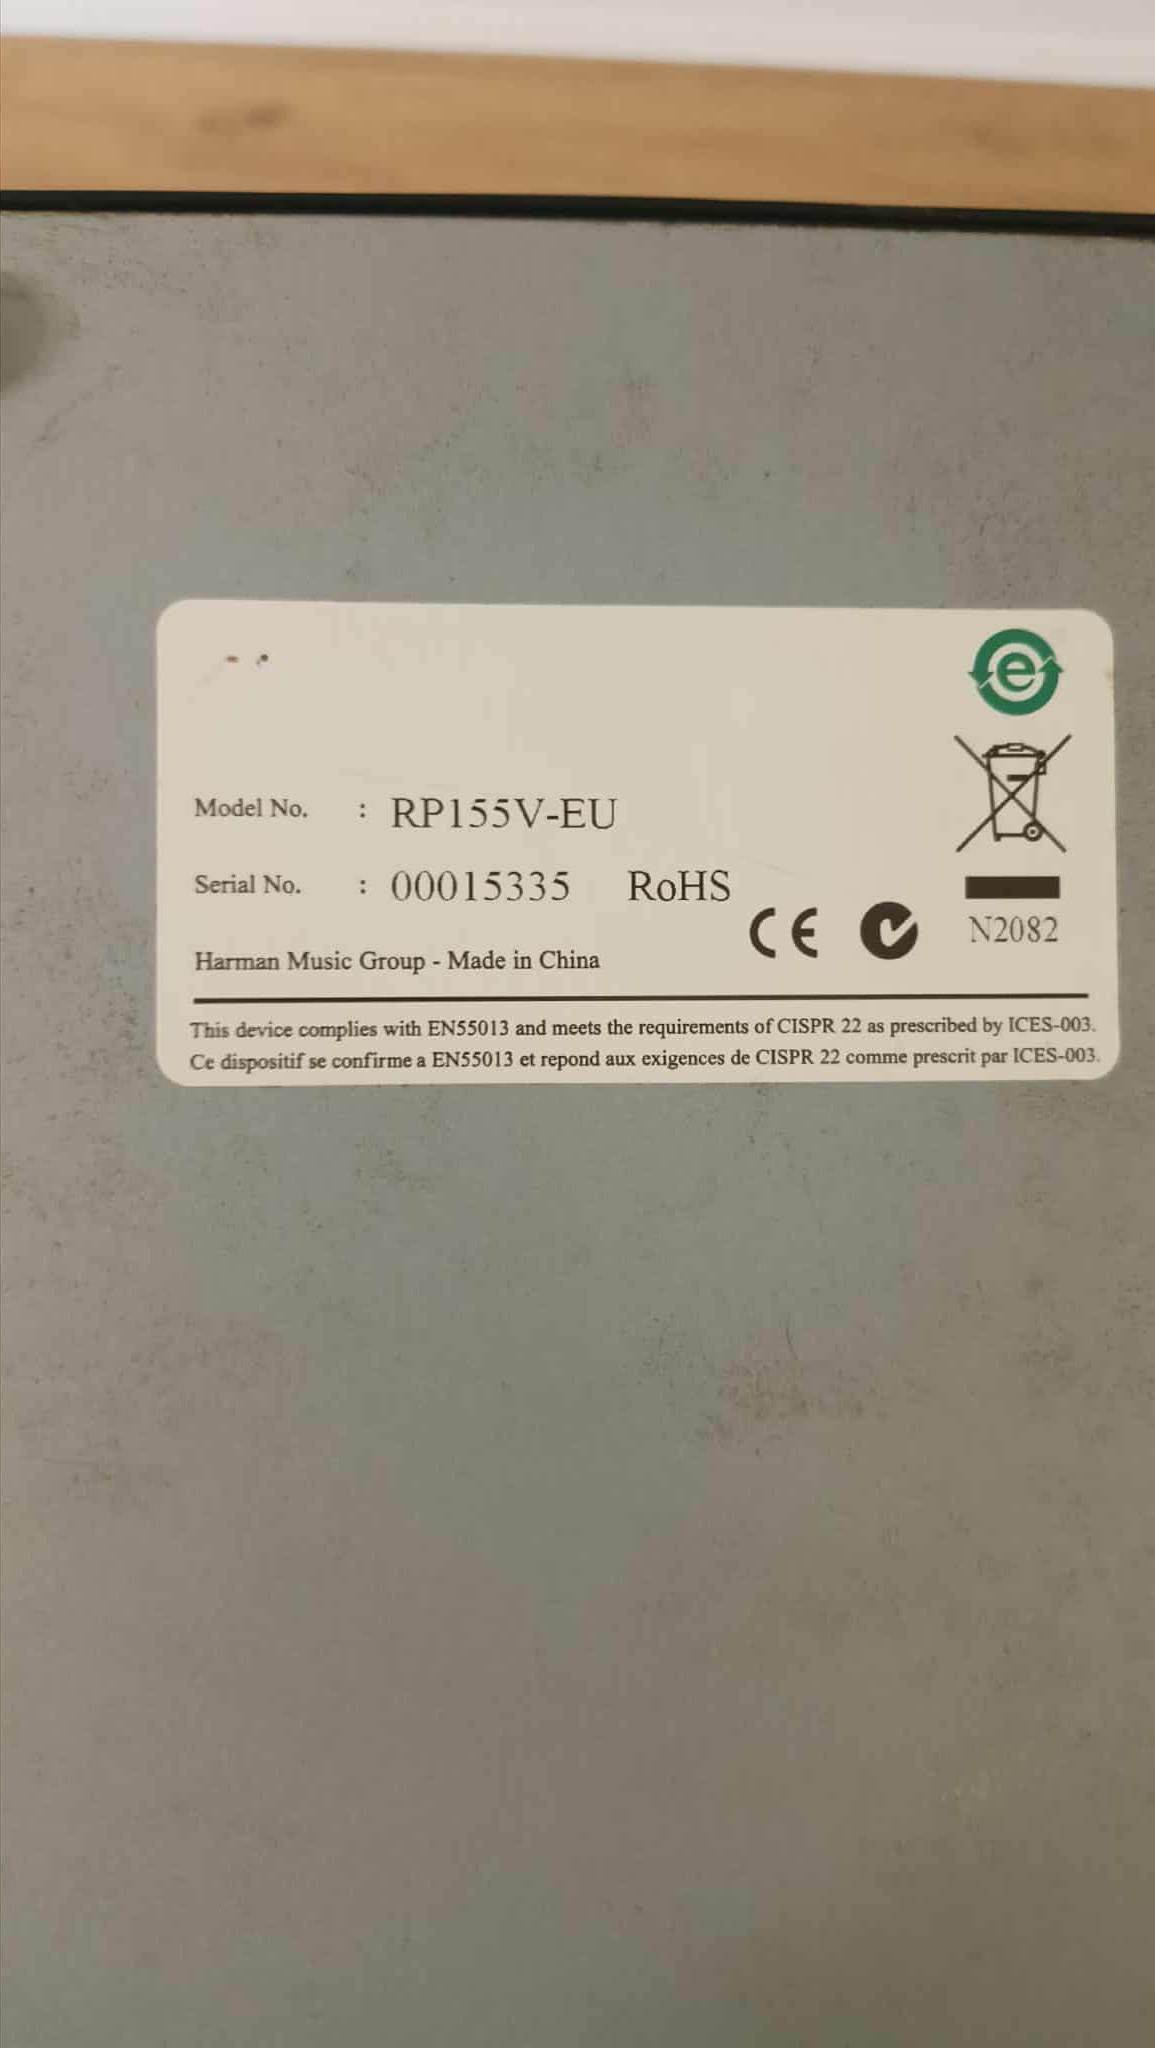 e
Model No. : RP155V-EU
Serial No. : 00015335 RoHS
CE N2082
Harman Music Group - Made in China
This device complies with EN55013 and meets the requirements of CISPR 22 as prescribed by ICES-003.
Ce dispositif se confirme a EN55013 et repond aux exigences de CISPR 22 comme prescrit par ICES-003.